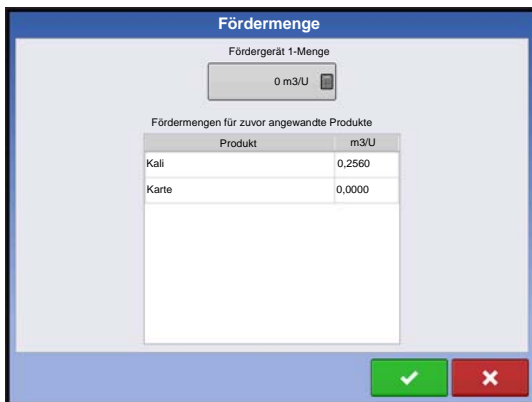 Fördermenge
Fördergerät 1-Menge
0 m3/U
Fördermengen für zuvor angewandte Produkte
Produkt m3/U
Kali 0,2560
Karte 0,0000